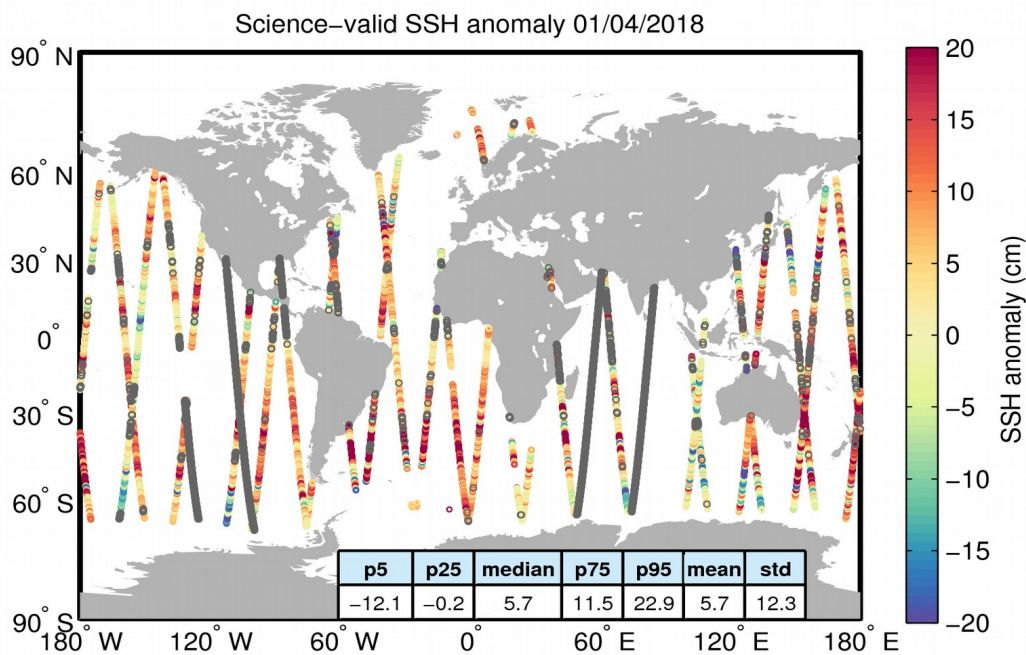 Science−valid SSH anomaly 01/04/2018
90° N
60° N
30° N
0°
30° S
60° S
90° S
180° W
120° W
60° W
0°
60° E
120° E
180° E
p5 p25 median p75 p95 mean std
−12.1 −0.2 5.7 11.5 22.9 5.7 12.3
20
15
10
5
0
−5
−10
−15
−20
SSH anomaly (cm)